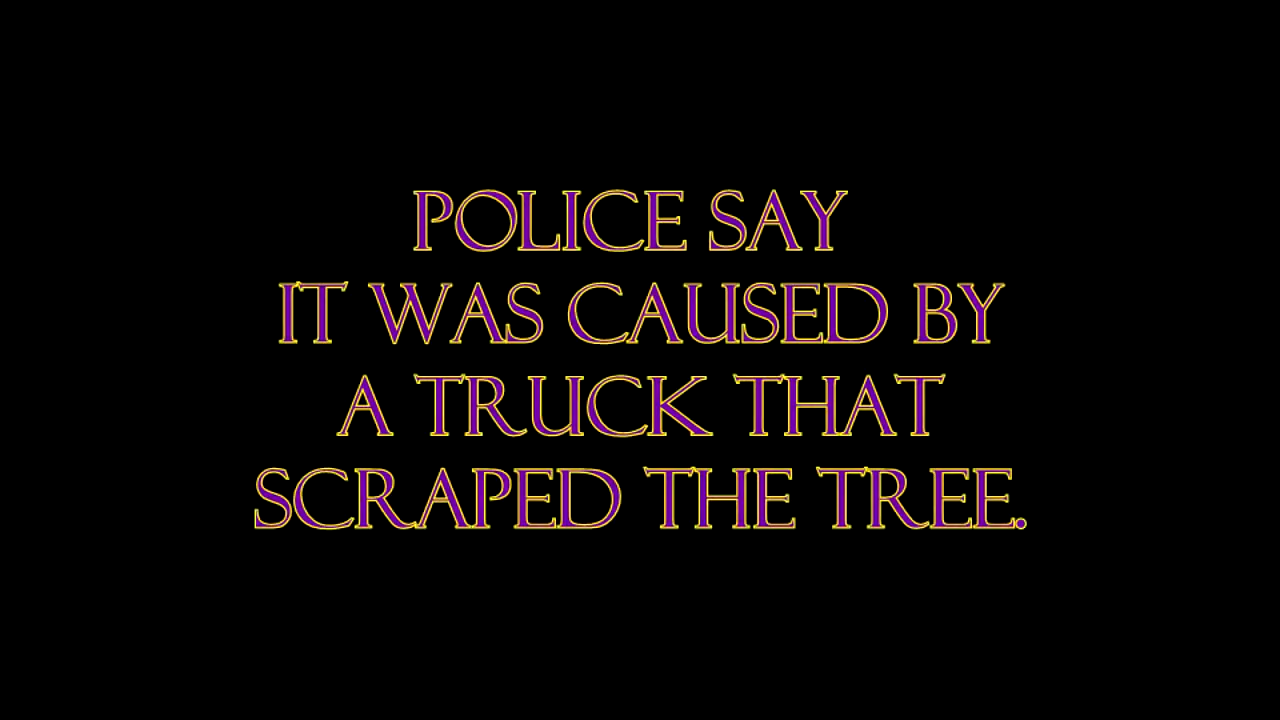 POLICE SAY
IT WAS CAUSED BY
A TRUCK THAT
SCRAPED THE TREE.